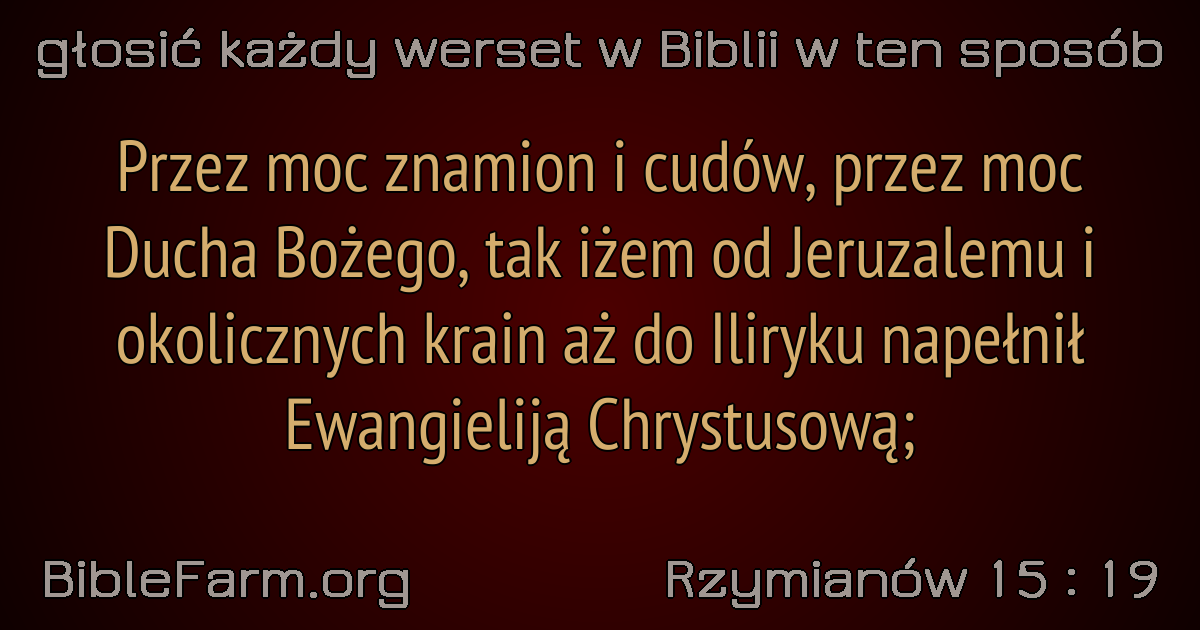 głosić każdy werset w Biblii w ten sposób
Przez moc znamion i cudów, przez moc
Ducha Bożego, tak iżem od Jeruzalemu i
okolicznych krain aż do Iliryku napełnił
Ewangieliją Chrystusową;
BibleFarm.org
Rzymianów 15 : 19